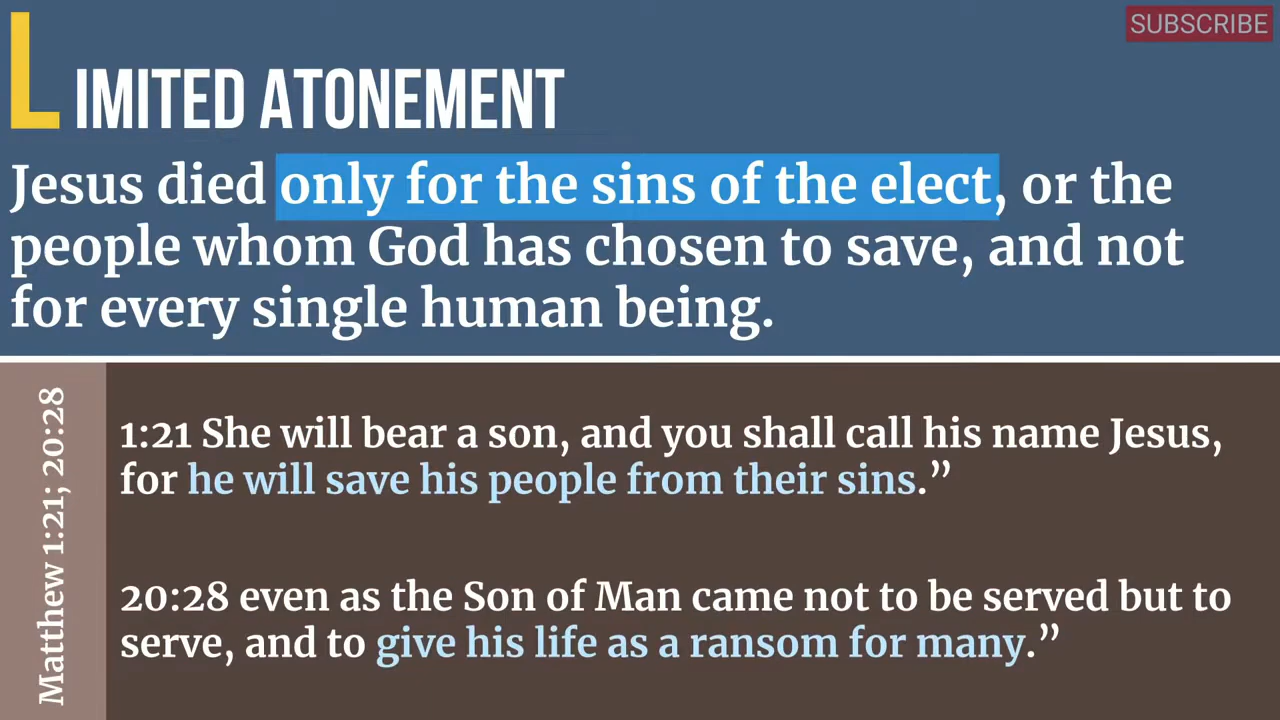 SUBSCRIBE
LIMITED ATONEMENT
Jesus died only for the sins of the elect, or the
people whom God has chosen to save, and not
for every single human being.
Matthew 1:21; 20:28
1:21 She will bear a son, and you shall call his name Jesus,
for he will save his people from their sins.”
20:28 even as the Son of Man came not to be served but to
serve, and to give his life as a ransom for many.”